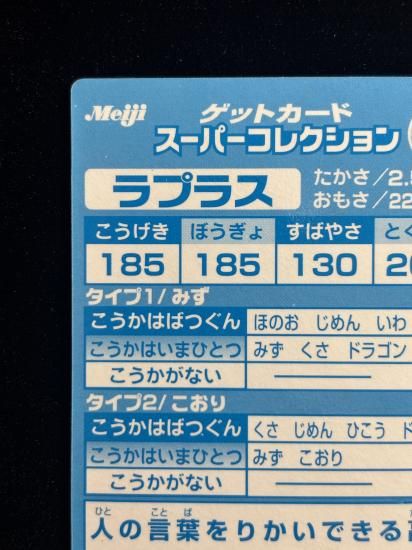 Meiji ゲットカード
スーパーコレクション
ラプラス
たかさ/2.
おもさ/22
こうげき ぼうぎょ すばやさ とく
185 185 130 20
タイプ1/みず
こうかはばつぐん ほのお じめん いわ
こうかはいまひとつ みず くさ ドラゴン
こうかがない ―――
タイプ2/こおり
こうかはばつぐん くさ じめん ひこう
こうかはいまひとつ みず こおり
こうかがない ―――
ひと ことば
人の言葉をりかいできる